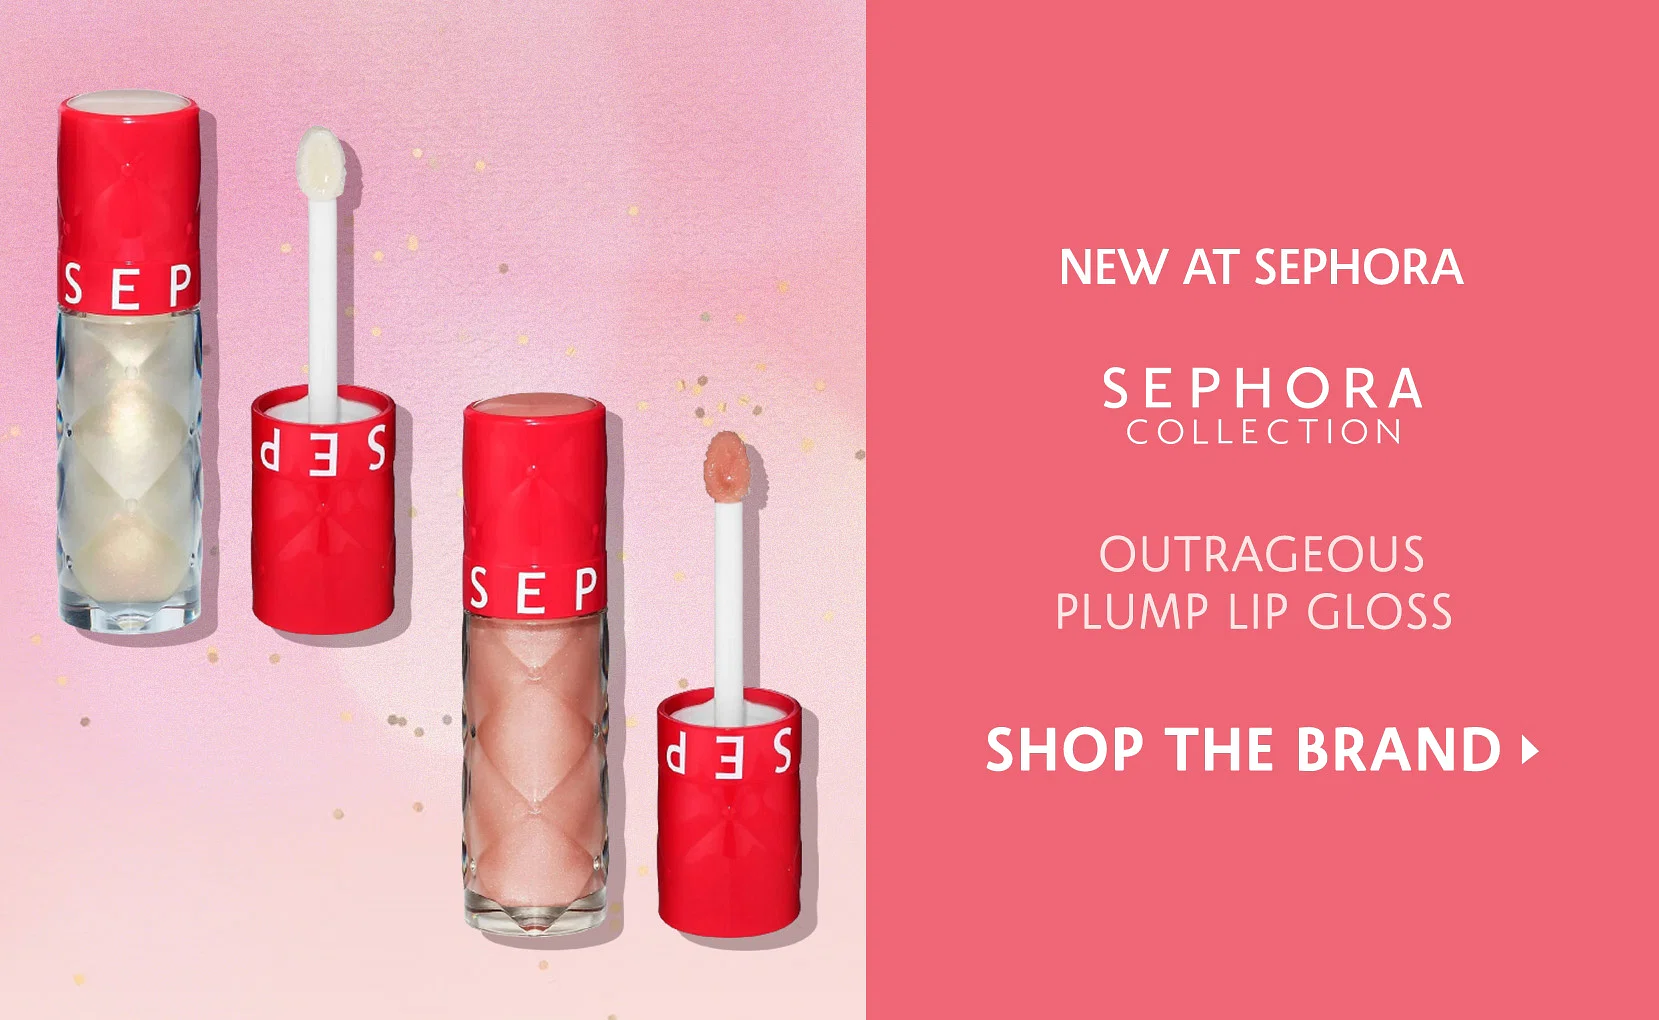 SEP
SEP
SEP
SEP
NEW AT SEPHORA
SEPHORA
COLLECTION
OUTRAGEOUS
PLUMP LIP GLOSS
SHOP THE BRAND